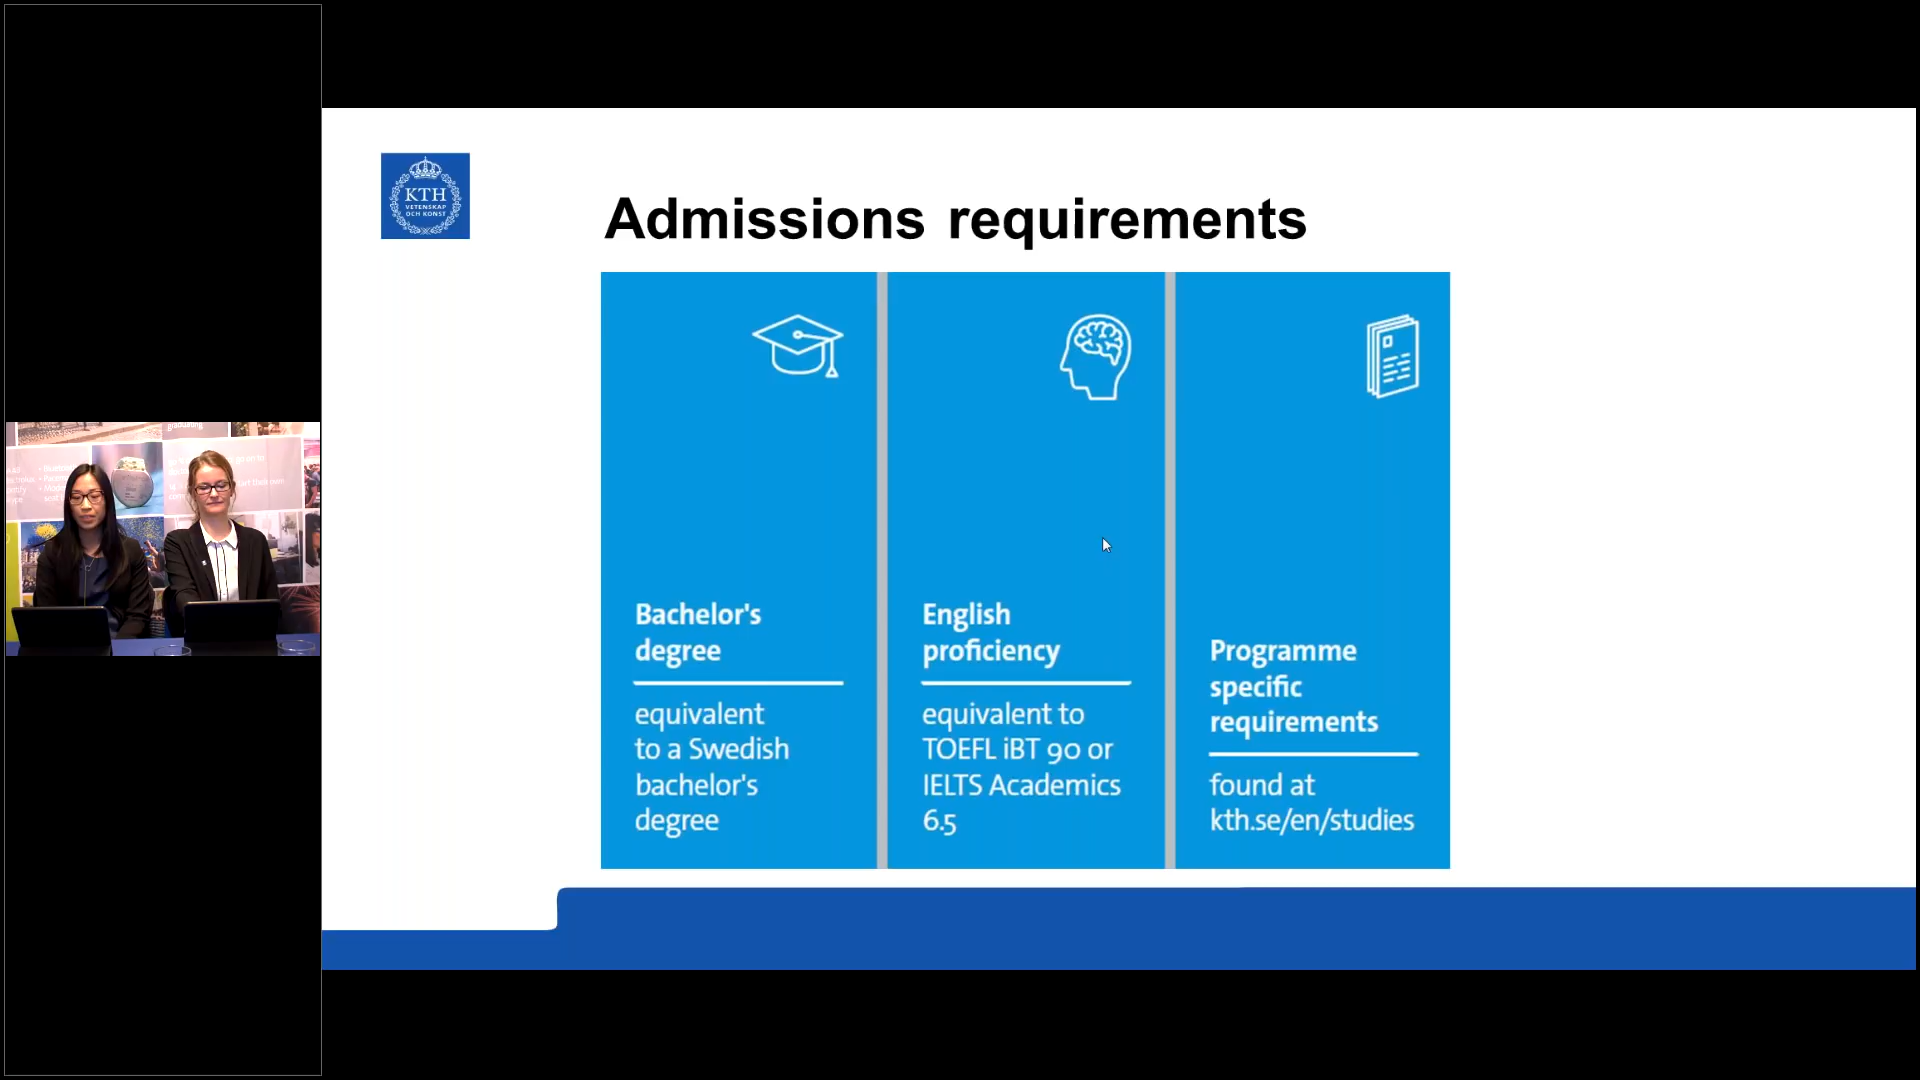 graduating
KTH
VETENSKAP
OCH KONST
Admissions requirements
Bachelor's
degree
equivalent
to a Swedish
bachelor's
degree
English
proficiency
equivalent to
TOEFL iBT 90 or
IELTS Academics
6.5
Programme
specific
requirements
found at
kth.se/en/studies